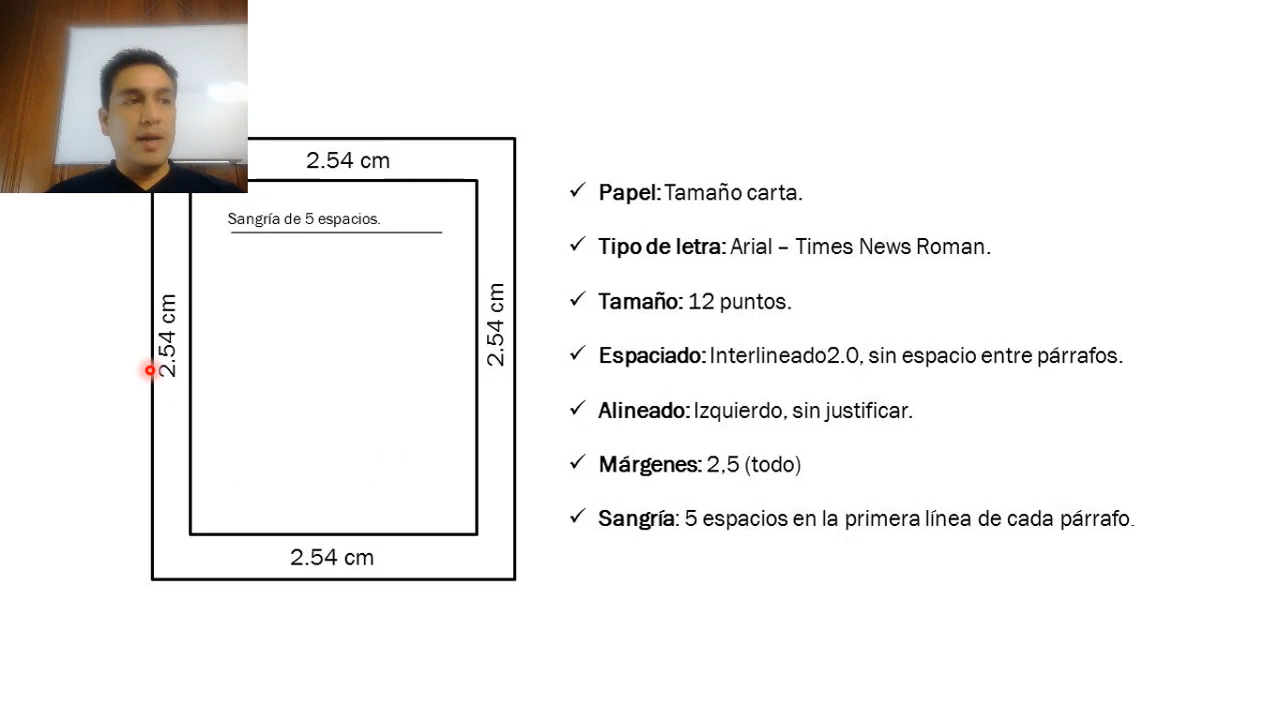 2.54 cm
Sangría de 5 espacios.
2.54 cm
2.54 cm
2.54 cm
Papel: Tamaño carta.
Tipo de letra: Arial – Times News Roman.
Tamaño: 12 puntos.
Espaciado: Interlineado2.0, sin espacio entre párrafos.
Alineado: Izquierdo, sin justificar.
Márgenes: 2,5 (todo)
Sangría: 5 espacios en la primera línea de cada párrafo.